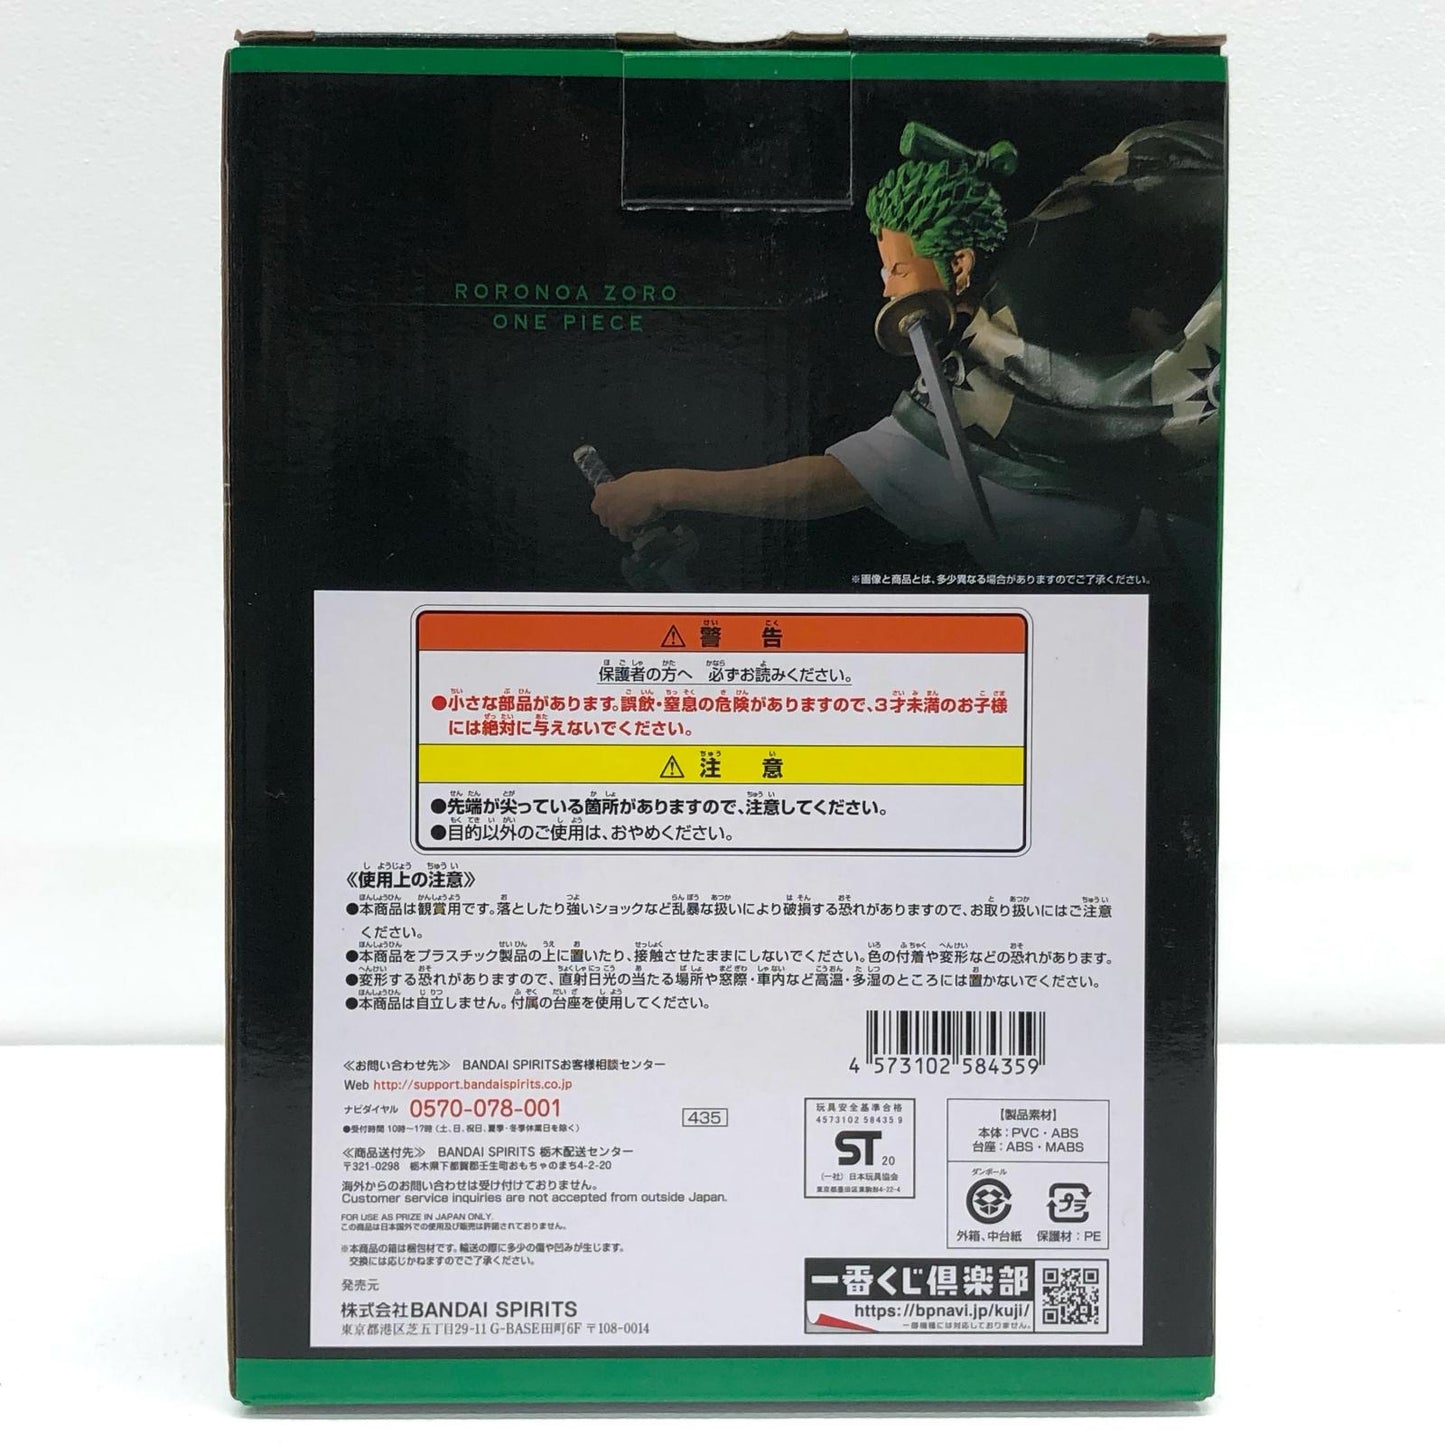 RORONOA ZORO
ONE PIECE
※画像と商品とは、多少異なる場合がありますのでご了承ください。
⚠ 警告
保護者の方へ 必ずお読みください。
●小さな部品があります。誤飲・窒息の危険がありますので、3才未満のお子様
には絶対に与えないでください。
⚠ 注意
●先端が尖っている箇所がありますので、注意してください。
●目的以外のご使用は、おやめください。
《使用上の注意》
●本商品は観賞用です。落としたり強いショックなど乱暴な扱いにより破損する恐れがありますので、お取り扱いにはご注意
ください。
●本商品をプラスチック製品の上に置いたり、接触させたままにしないでください。色の付着や変形などの恐れがあります。
●変形する恐れがありますので、直射日光の当たる場所や窓際・車内など高温・多湿のところには置かないでください。
●本商品は自立しません。付属の台座を使用してください。
4 573102 584359
≪お問い合わせ先≫ BANDAI SPIRITSお客様相談センター
Web http://support.bandaispirits.co.jp
ナビダイヤル 0570-078-001
●受付時間 10時〜17時(土、日、祝日、夏季・冬季休業日を除く)
435
≪商品送付先≫ BANDAI SPIRITS 栃木配送センター
〒321-0298 栃木県下都賀郡壬生町おもちゃのまち4-2-20
海外からのお問い合わせは受け付けておりません。
Customer service inquiries are not accepted from outside Japan.
FOR USE AS PRIZE IN JAPAN ONLY.
この商品は日本国外での使用及び販売は許諾されておりません。
※本商品の箱は梱包材です。輸送の際に多少の傷や凹みが生じます。
交換には応じかねますのでご了承ください。
発売元
株式会社BANDAI SPIRITS
東京都港区芝五丁目29-11 G-BASE田町6F 〒108-0014
玩具安全基準合格
4573102 58435 9
ST 20
(一社) 日本玩具協会
東京都墨田区東駒形4-22-4
【製品素材】
本体:PVC・ABS
台座:ABS・MABS
ダンボール
外箱、中台紙
プラ
保護材:PE
一番くじ倶楽部
https://bpnavi.jp/kuji/
一部機種には対応しておりません。